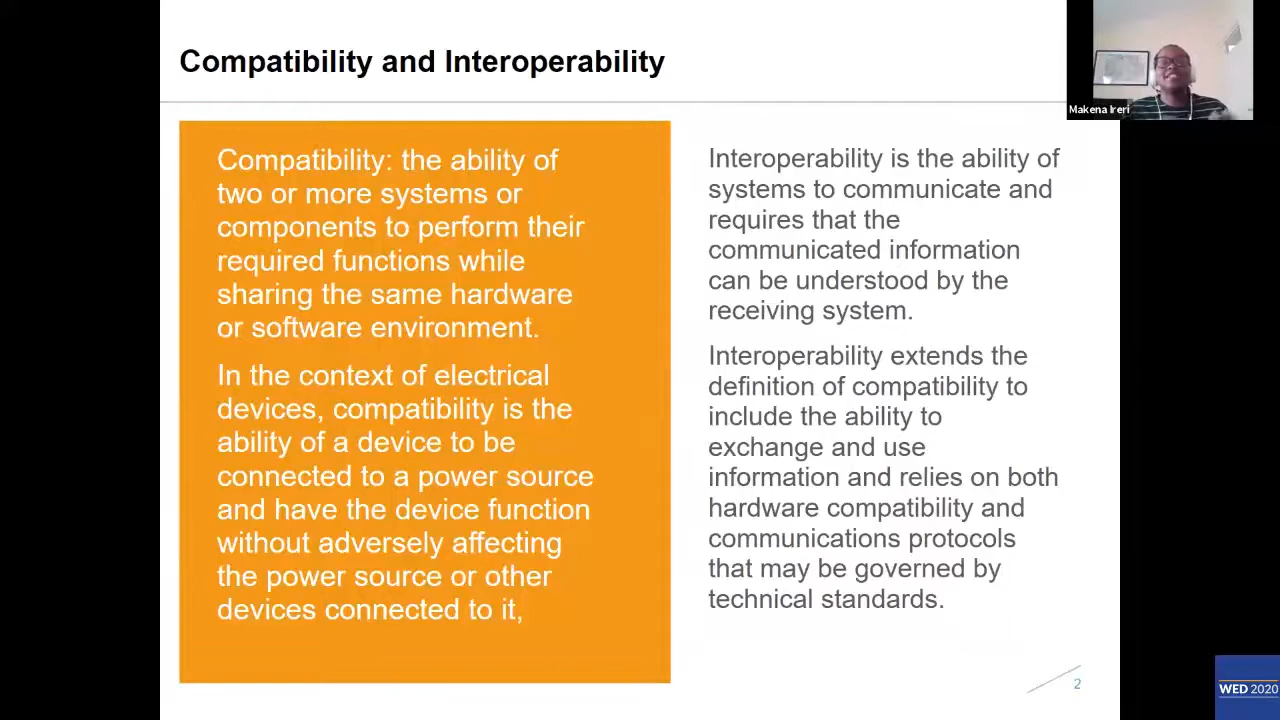 Compatibility and Interoperability
Makena Ireri
Compatibility: the ability of
two or more systems or
components to perform their
required functions while
sharing the same hardware
or software environment.
In the context of electrical
devices, compatibility is the
ability of a device to be
connected to a power source
and have the device function
without adversely affecting
the power source or other
devices connected to it,
Interoperability is the ability of
systems to communicate and
requires that the
communicated information
can be understood by the
receiving system.
Interoperability extends the
definition of compatibility to
include the ability to
exchange and use
information and relies on both
hardware compatibility and
communications protocols
that may be governed by
technical standards.
2
WED 2020